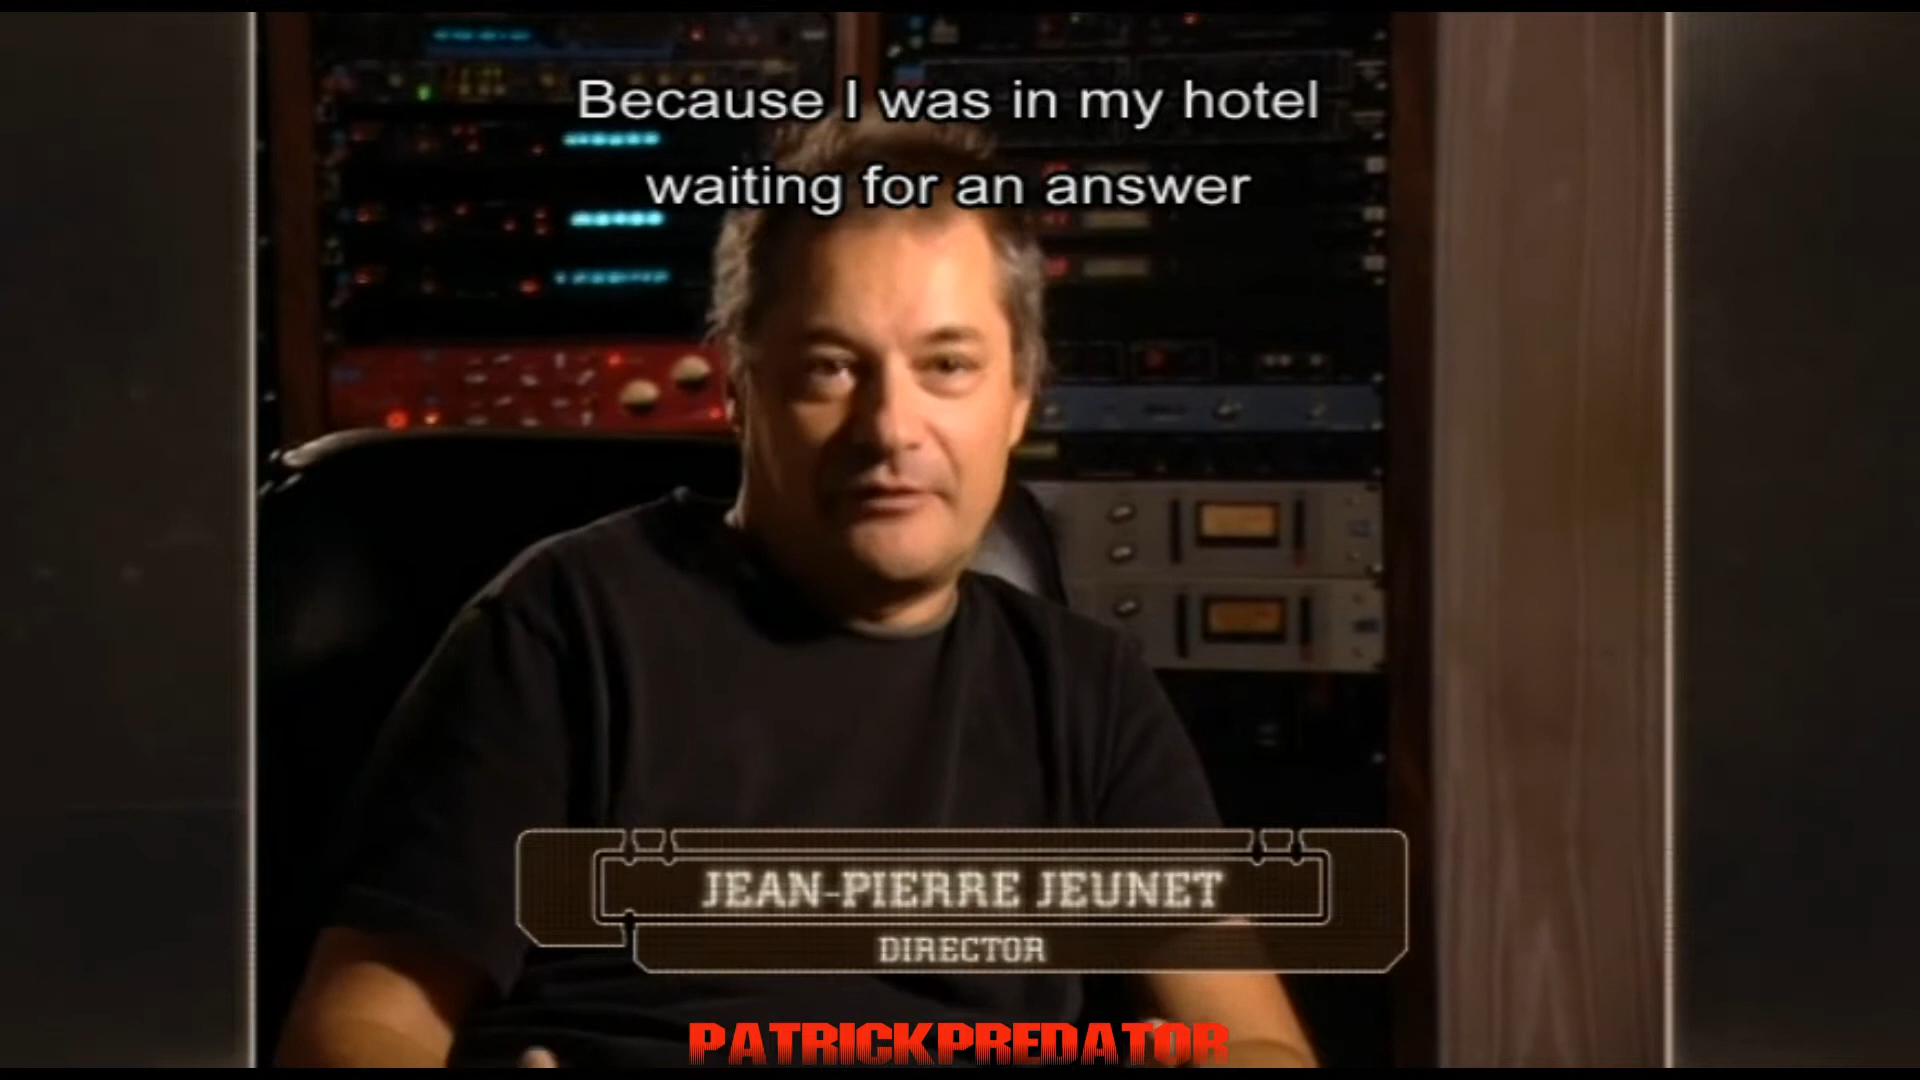 Because I was in my hotel
waiting for an answer
JEAN-PIERRE JEUNET
DIRECTOR
PATRICKPREDATOR